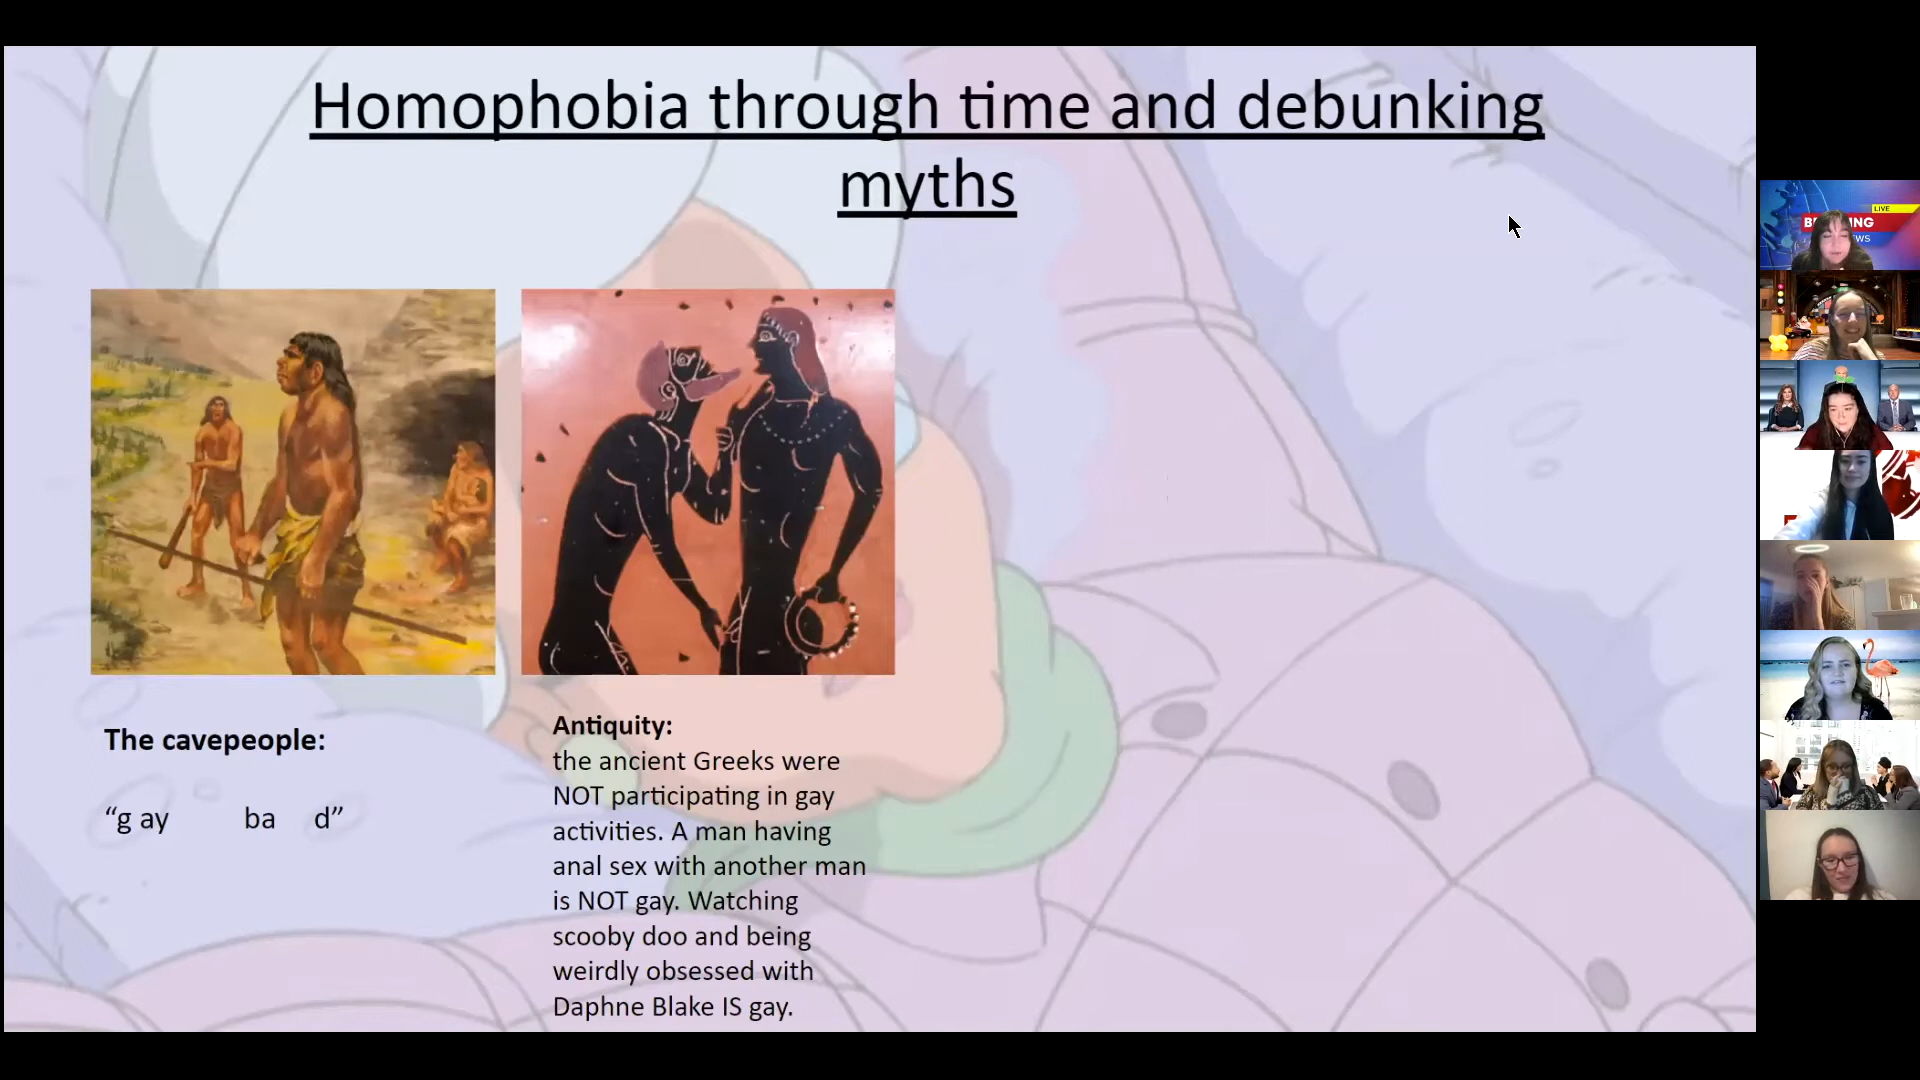 Homophobia through time and debunking
myths
The cavepeople:
“g ay ba d”
Antiquity:
the ancient Greeks were
NOT participating in gay
activities. A man having
anal sex with another man
is NOT gay. Watching
scooby doo and being
weirdly obsessed with
Daphne Blake IS gay.
LIVE